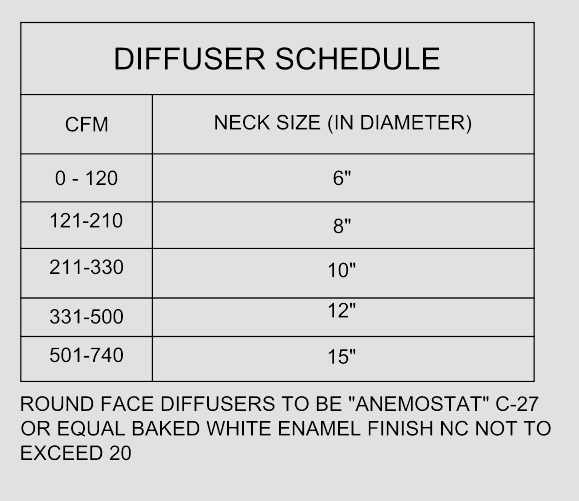 DIFFUSER SCHEDULE
CFM NECK SIZE (IN DIAMETER)
0 - 120 6"
121-210 8"
211-330 10"
331-500 12"
501-740 15"
ROUND FACE DIFFUSERS TO BE "ANEMOSTAT" C-27
OR EQUAL BAKED WHITE ENAMEL FINISH NC NOT TO
EXCEED 20